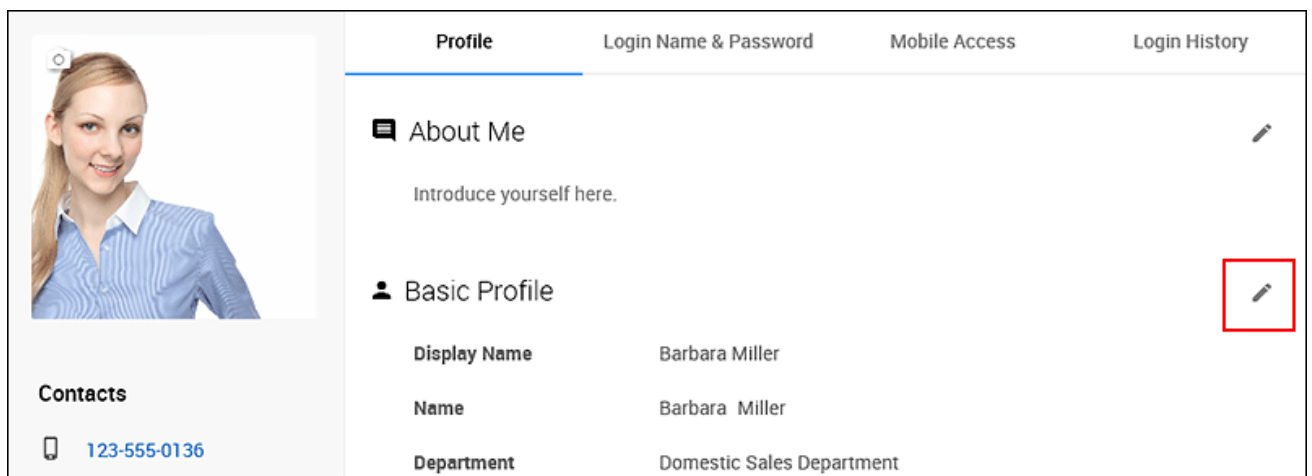 Profile Login Name & Password Mobile Access Login History
About Me
Introduce yourself here.
Basic Profile
Display Name Barbara Miller
Name Barbara Miller
Department Domestic Sales Department
Contacts
123-555-0136